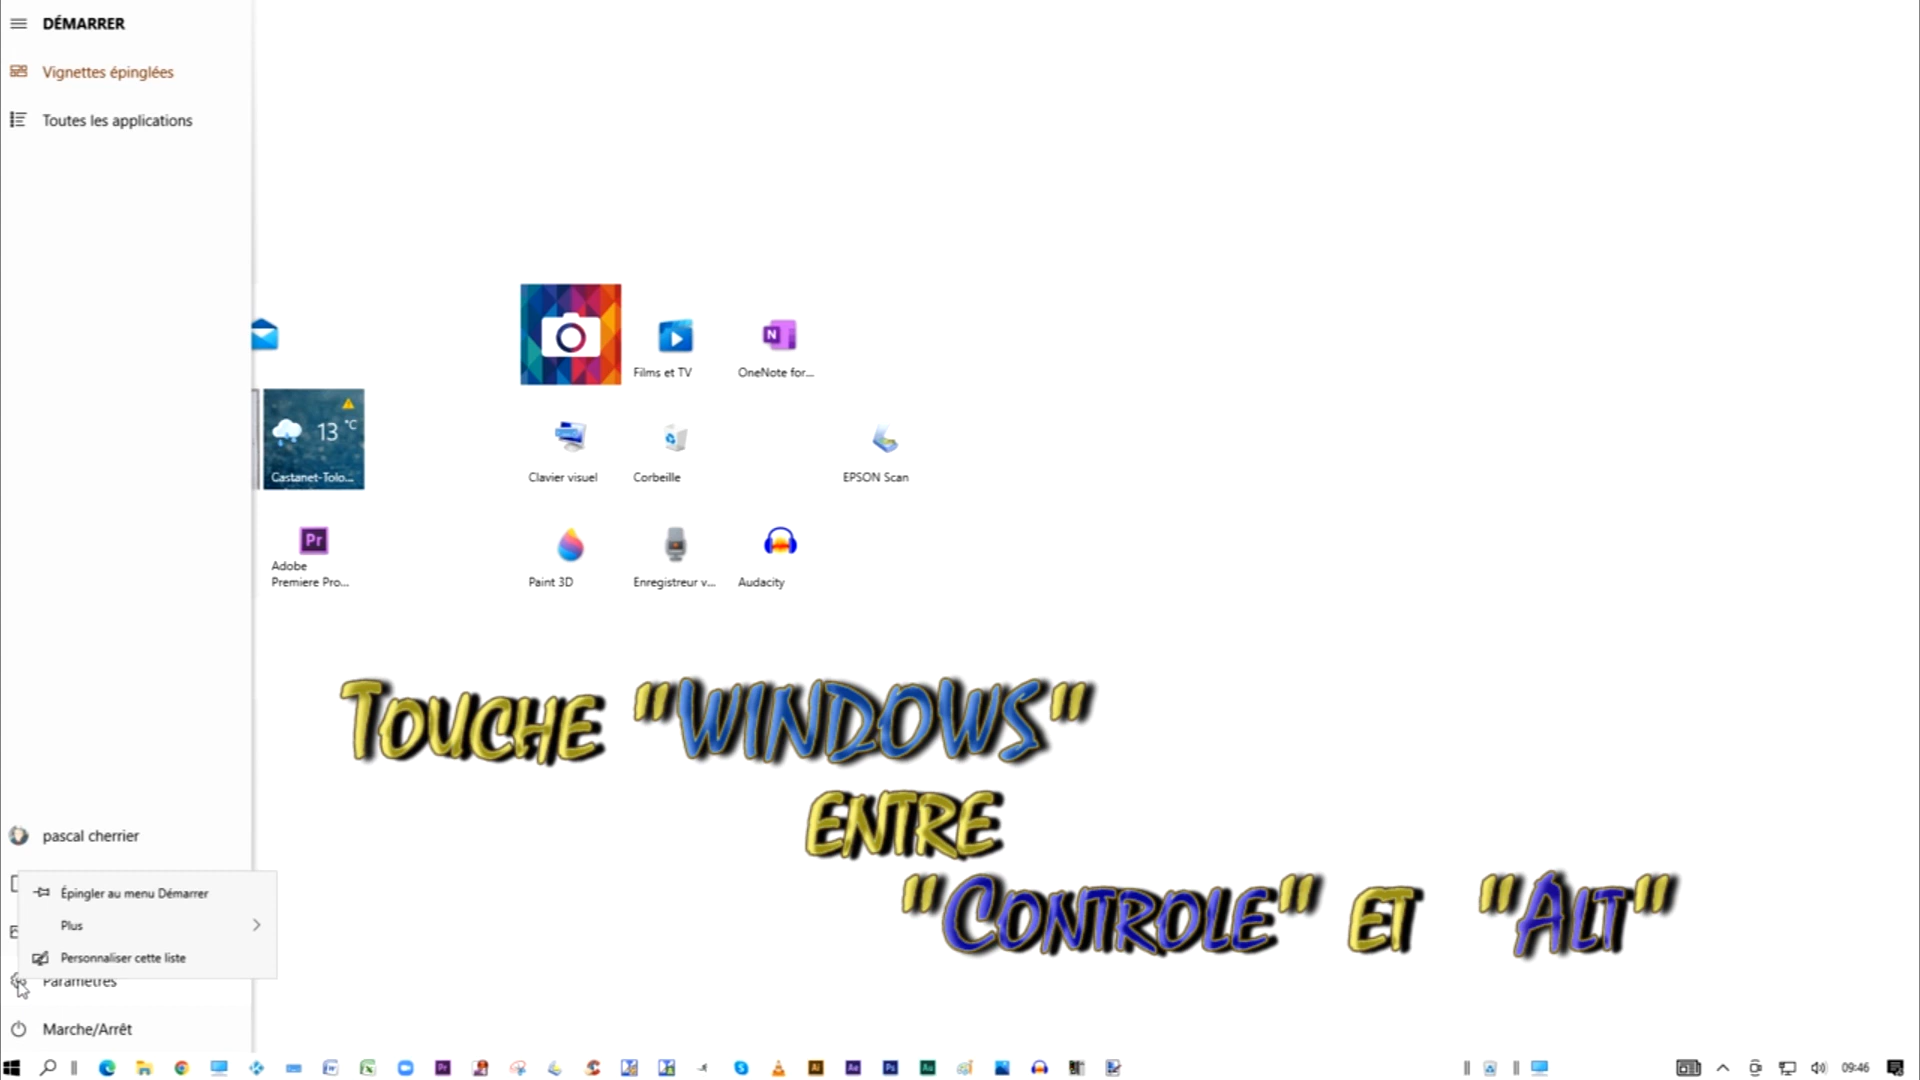 DÉMARRER
Vignettes épinglées
Toutes les applications
Films et TV
OneNote for...
13 °C
Castanet-Tolo...
Clavier visuel
Corbeille
EPSON Scan
Pr
Adobe
Premiere Pro...
Paint 3D
Enregistreur v...
Audacity
TOUCHE "WINDOWS"
ENTRE
"CONTROLE" ET "ALT"
pascal cherrier
Épingler au menu Démarrer
Plus
Personnaliser cette liste
Paramètres
Marche/Arrêt
09:46